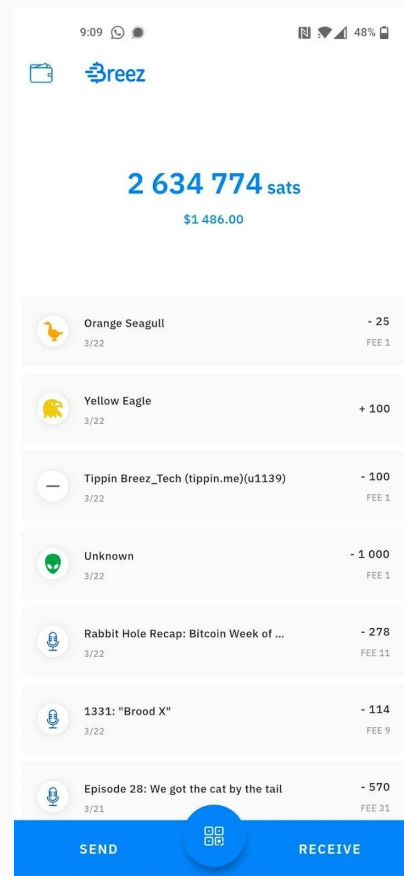 9:09
48%
Breez
2 634 774 sats
$1 486.00
Orange Seagull
- 25
3/22
FEE 1
Yellow Eagle
+ 100
3/22
Tippin Breez_Tech (tippin.me)(u1139)
- 100
3/22
FEE 1
Unknown
- 1 000
3/22
FEE 1
Rabbit Hole Recap: Bitcoin Week of ...
- 278
3/22
FEE 11
1331: "Brood X"
- 114
3/22
FEE 9
Episode 28: We got the cat by the tail
- 570
3/21
FEE 31
SEND
RECEIVE